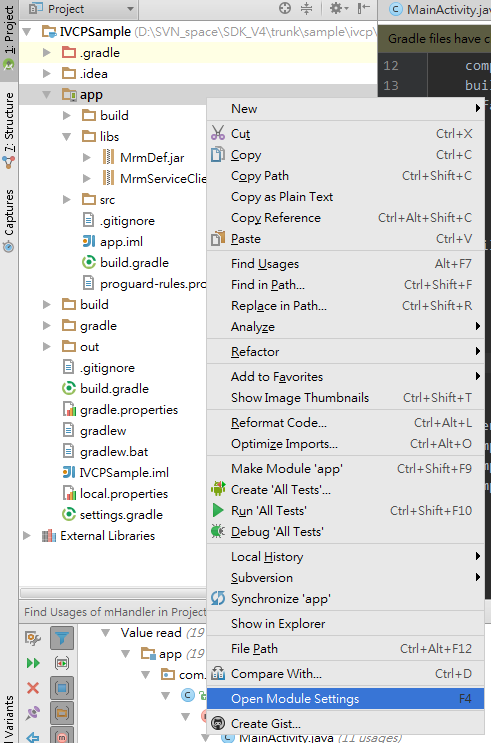 Project
MainActivity.jav
1: Project
IVCPSample (D:\SVN_space\SDK_V4\trunk\sample\ivcp\
Gradle files have c
.gradle
12 comp
.idea
13 buil
app
build
libs
MrmDef.jar
MrmServiceClie
src
.gitignore
app.iml
build.gradle
proguard-rules.pro
build
gradle
out
.gitignore
build.gradle
gradle.properties
gradlew
gradlew.bat
IVCPSample.iml
local.properties
settings.gradle
External Libraries
7: Structure
Captures
New
Cut Ctrl+X
Copy Ctrl+C
Copy Path Ctrl+Shift+C
Copy as Plain Text
Copy Reference Ctrl+Alt+Shift+C
Paste Ctrl+V
Find Usages Alt+F7
Find in Path... Ctrl+Shift+F
Replace in Path... Ctrl+Shift+R
Analyze
Refactor
Add to Favorites
Show Image Thumbnails Ctrl+Shift+T
Reformat Code... Ctrl+Alt+L
Optimize Imports... Ctrl+Alt+O
Make Module 'app' Ctrl+Shift+F9
Create 'All Tests'...
Run 'All Tests' Ctrl+Shift+F10
Debug 'All Tests'
Local History
Subversion
Synchronize 'app'
Show in Explorer
File Path Ctrl+Alt+F12
Compare With... Ctrl+D
Open Module Settings F4
Create Gist...
Find Usages of mHandler in Project
Value read (19
app (19
com.
MainActivity.java (11 usages)
Variants